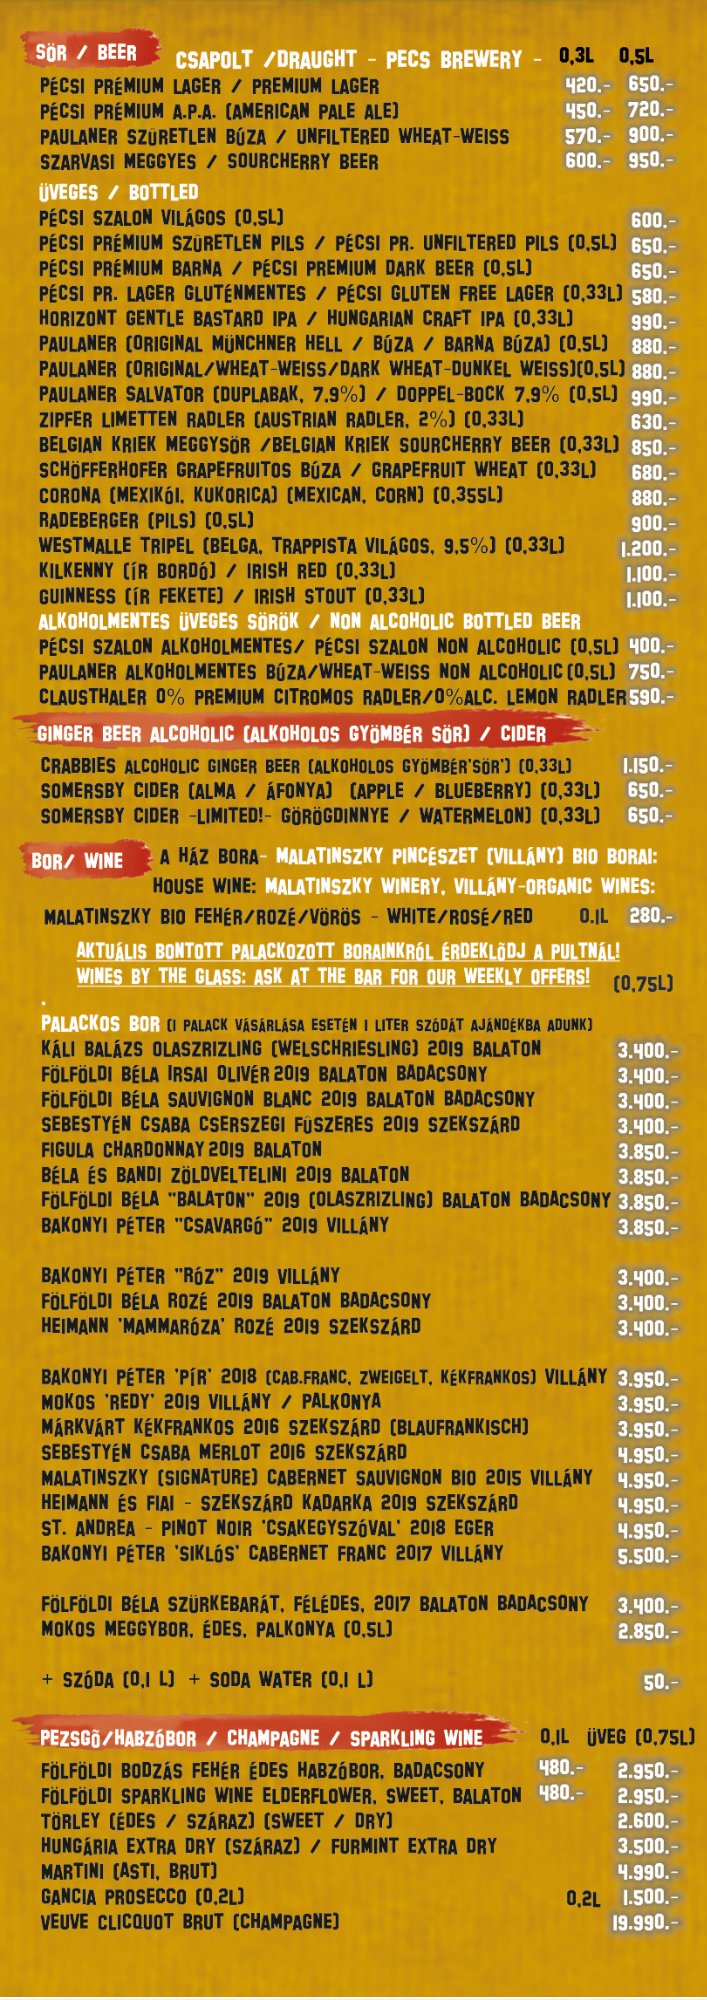 SÖR / BEER CSAPOLT /DRAUGHT - PECS BREWERY - 0,3L 0,5L
PÉCSI PRÉMIUM LAGER / PREMIUM LAGER 420.- 650.-
PÉCSI PRÉMIUM A.P.A. (AMERICAN PALE ALE) 450.- 720.-
PAULANER SZŰRETLEN BÚZA / UNFILTERED WHEAT-WEISS 570.- 900.-
SZARVASI MEGGYES / SOURCHERRY BEER 600.- 950.-
ÜVEGES / BOTTLED
PÉCSI SZALON VILÁGOS (0,5L) 600.-
PÉCSI PRÉMIUM SZŰRETLEN PILS / PÉCSI PR. UNFILTERED PILS (0,5L) 650.-
PÉCSI PRÉMIUM BARNA / PÉCSI PREMIUM DARK BEER (0,5L) 650.-
PÉCSI PR. LAGER GLUTÉNMENTES / PÉCSI GLUTEN FREE LAGER (0,33L) 580.-
HORIZONT GENTLE BASTARD IPA / HUNGARIAN CRAFT IPA (0,33L) 990.-
PAULANER (ORIGINAL MÜNCHNER HELL / BÚZA / BARNA BÚZA) (0,5L) 880.-
PAULANER (ORIGINAL/WHEAT-WEISS/DARK WHEAT-DUNKEL WEISS)(0,5L) 880.-
PAULANER SALVATOR (DUPLABAK, 7,9%) / DOPPEL-BOCK 7,9% (0,5L) 990.-
ZIPFER LIMETTEN RADLER (AUSTRIAN RADLER, 2%) (0,33L) 630.-
BELGIAN KRIEK MEGGYSÖR /BELGIAN KRIEK SOURCHERRY BEER (0,33L) 850.-
SCHÖFFERHOFER GRAPEFRUITOS BÚZA / GRAPEFRUIT WHEAT (0,33L) 680.-
CORONA (MEXIKÓI, KUKORICA) (MEXICAN, CORN) (0,355L) 880.-
RADEBERGER (PILS) (0,5L) 900.-
WESTMALLE TRIPEL (BELGA, TRAPPISTA VILÁGOS, 9,5%) (0,33L) 1.200.-
KILKENNY (ÍR BORDÓ) / IRISH RED (0,33L) 1.100.-
GUINNESS (ÍR FEKETE) / IRISH STOUT (0,33L) 1.100.-
ALKOHOLMENTES ÜVEGES SÖRÖK / NON ALCOHOLIC BOTTLED BEER
PÉCSI SZALON ALKOHOLMENTES/ PÉCSI SZALON NON ALCOHOLIC (0,5L) 400.-
PAULANER ALKOHOLMENTES BÚZA/WHEAT-WEISS NON ALCOHOLIC (0,5L) 750.-
CLAUSTHALER 0% PREMIUM CITROMOS RADLER/0%ALC. LEMON RADLER 590.-
GINGER BEER ALCOHOLIC (ALKOHOLOS GYÖMBÉR SÖR) / CIDER
CRABBIES ALCOHOLIC GINGER BEER (ALKOHOLOS GYÖMBÉR'SÖR') (0,33L) 1.150.-
SOMERSBY CIDER (ALMA / ÁFONYA) (APPLE / BLUEBERRY) (0,33L) 650.-
SOMERSBY CIDER -LIMITED!- GÖRÖGDINNYE / WATERMELON) (0,33L) 650.-
BOR/ WINE A HÁZ BORA- MALATINSZKY PINCÉSZET (VILLÁNY) BIO BORAI:
HOUSE WINE: MALATINSZKY WINERY, VILLÁNY-ORGANIC WINES:
MALATINSZKY BIO FEHÉR/ROZÉ/VÖRÖS - WHITE/ROSÉ/RED 0.1L 280.-
AKTUÁLIS BONTOTT PALACKOZOTT BORAINKRÓL ÉRDEKLŐDJ A PULTNÁL!
WINES BY THE GLASS: ASK AT THE BAR FOR OUR WEEKLY OFFERS! (0,75L)
.
PALACKOS BOR (1 PALACK VÁSÁRLÁSA ESETÉN 1 LITER SZÓDÁT AJÁNDÉKBA ADUNK)
KÁLI BALÁZS OLASZRIZLING (WELSCHRIESLING) 2019 BALATON 3.400.-
FÖLFÖLDI BÉLA IRSAI OLIVÉR 2019 BALATON BADACSONY 3.400.-
FÖLFÖLDI BÉLA SAUVIGNON BLANC 2019 BALATON BADACSONY 3.400.-
SEBESTYÉN CSABA CSERSZEGI FŰSZERES 2019 SZEKSZÁRD 3.400.-
FIGULA CHARDONNAY 2019 BALATON 3.850.-
BÉLA ÉS BANDI ZÖLDVELTELINI 2019 BALATON 3.850.-
FÖLFÖLDI BÉLA "BALATON" 2019 (OLASZRIZLING) BALATON BADACSONY 3.850.-
BAKONYI PÉTER "CSAVARGÓ" 2019 VILLÁNY 3.850.-
BAKONYI PÉTER "RÓZ" 2019 VILLÁNY 3.400.-
FÖLFÖLDI BÉLA ROZÉ 2019 BALATON BADACSONY 3.400.-
HEIMANN 'MAMMARÓZA' ROZÉ 2019 SZEKSZÁRD 3.400.-
BAKONYI PÉTER 'PÍR' 2018 (CAB.FRANC, ZWEIGELT, KÉKFRANKOS) VILLÁNY 3.950.-
MOKOS 'REDY' 2019 VILLÁNY / PALKONYA 3.950.-
MÁRKVÁRT KÉKFRANKOS 2016 SZEKSZÁRD (BLAUFRANKISCH) 3.950.-
SEBESTYÉN CSABA MERLOT 2016 SZEKSZÁRD 4.950.-
MALATINSZKY (SIGNATURE) CABERNET SAUVIGNON BIO 2015 VILLÁNY 4.950.-
HEIMANN ÉS FIAI - SZEKSZÁRD KADARKA 2019 SZEKSZÁRD 4.950.-
ST. ANDREA - PINOT NOIR 'CSAKEGYSZÓVAL' 2018 EGER 4.950.-
BAKONYI PÉTER 'SIKLÓS' CABERNET FRANC 2017 VILLÁNY 5.500.-
FÖLFÖLDI BÉLA SZÜRKEBARÁT, FÉLÉDES, 2017 BALATON BADACSONY 3.400.-
MOKOS MEGGYBOR, ÉDES, PALKONYA (0,5L) 2.850.-
+ SZÓDA (0,1 L) + SODA WATER (0,1 L) 50.-
PEZSGŐ/HABZÓBOR / CHAMPAGNE / SPARKLING WINE 0,1L ÜVEG (0,75L)
FÖLFÖLDI BODZÁS FEHÉR ÉDES HABZÓBOR, BADACSONY 480.- 2.950.-
FÖLFÖLDI SPARKLING WINE ELDERFLOWER, SWEET, BALATON 480.- 2.950.-
TÖRLEY (ÉDES / SZÁRAZ) (SWEET / DRY) 2.600.-
HUNGÁRIA EXTRA DRY (SZÁRAZ) / FURMINT EXTRA DRY 3.500.-
MARTINI (ASTI, BRUT) 4.990.-
GANCIA PROSECCO (0,2L) 0,2L 1.500.-
VEUVE CLICQUOT BRUT (CHAMPAGNE) 19.990.-